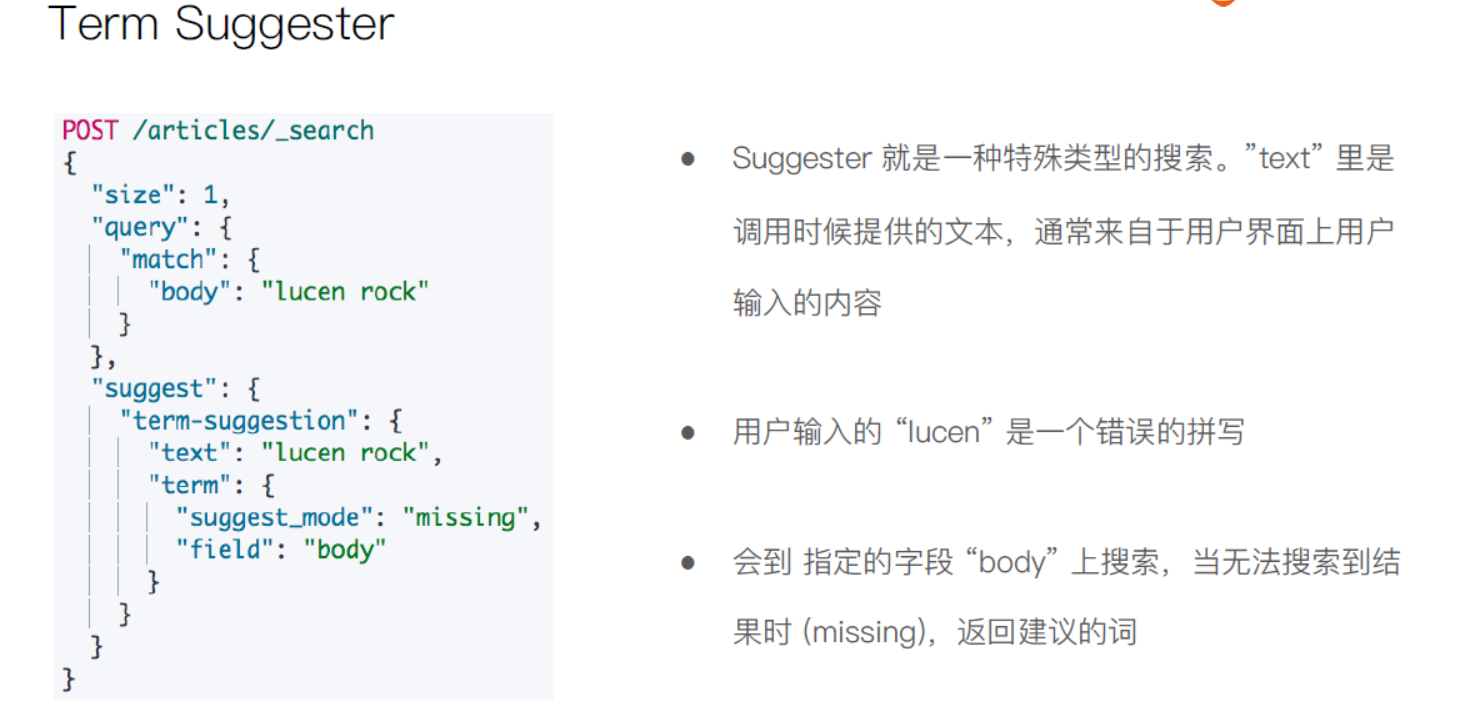 Term Suggester
POST /articles/_search
{
"size": 1,
"query": {
"match": {
"body": "lucen rock"
}
},
"suggest": {
"term-suggestion": {
"text": "lucen rock",
"term": {
"suggest_mode": "missing",
"field": "body"
}
}
}
}
● Suggester 就是一种特殊类型的搜索。”text” 里是
调用时候提供的文本，通常来自于用户界面上用户
输入的内容
● 用户输入的 “lucen” 是一个错误的拼写
● 会到 指定的字段 “body” 上搜索，当无法搜索到结
果时 (missing)，返回建议的词